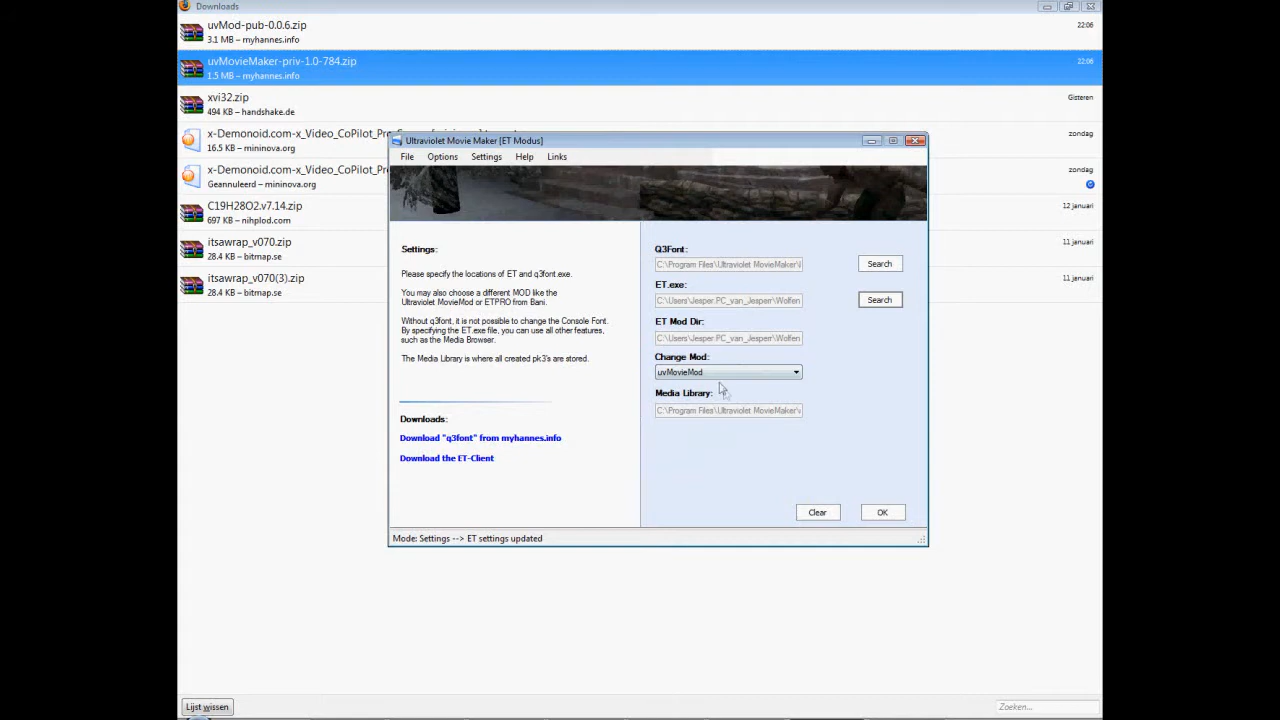 Downloads
uvMod-pub-0.0.6.zip
22:06
3.1 MB – myhannes.info
uvMovieMaker-priv-1.0-784.zip
22:06
1.5 MB – myhannes.info
xvi32.zip
Gisteren
494 KB – handshake.de
x-Demonoid.com-x_Video_CoPilot_Pro
zondag
16.5 KB – mininova.org
x-Demonoid.com-x_Video_CoPilot_Pro
zondag
Geannuleerd – mininova.org
C19H28O2.v7.14.zip
12 januari
697 KB – nihplod.com
itsawrap_v070.zip
11 januari
28.4 KB – bitmap.se
itsawrap_v070(3).zip
11 januari
28.4 KB – bitmap.se
Lijst wissen
Zoeken...
Ultraviolet Movie Maker [ET Modus]
File Options Settings Help Links
Settings:
Please specify the locations of ET and q3font.exe.
You may also choose a different MOD like the
Ultraviolet MovieMod or ETPRO from Bani.
Without q3font, it is not possible to change the Console Font.
By specifying the ET.exe file, you can use all other features,
such as the Media Browser.
The Media Library is where all created pk3's are stored.
Downloads:
Download "q3font" from myhannes.info
Download the ET-Client
Q3Font:
C:\Program Files\Ultraviolet MovieMaker\
Search
ET.exe:
C:\Users\Jesper.PC_van_Jesper\Wolfen
Search
ET Mod Dir:
C:\Users\Jesper.PC_van_Jesper\Wolfen
Change Mod:
uvMovieMod
Media Library:
C:\Program Files\Ultraviolet MovieMaker\
Clear OK
Mode: Settings --> ET settings updated